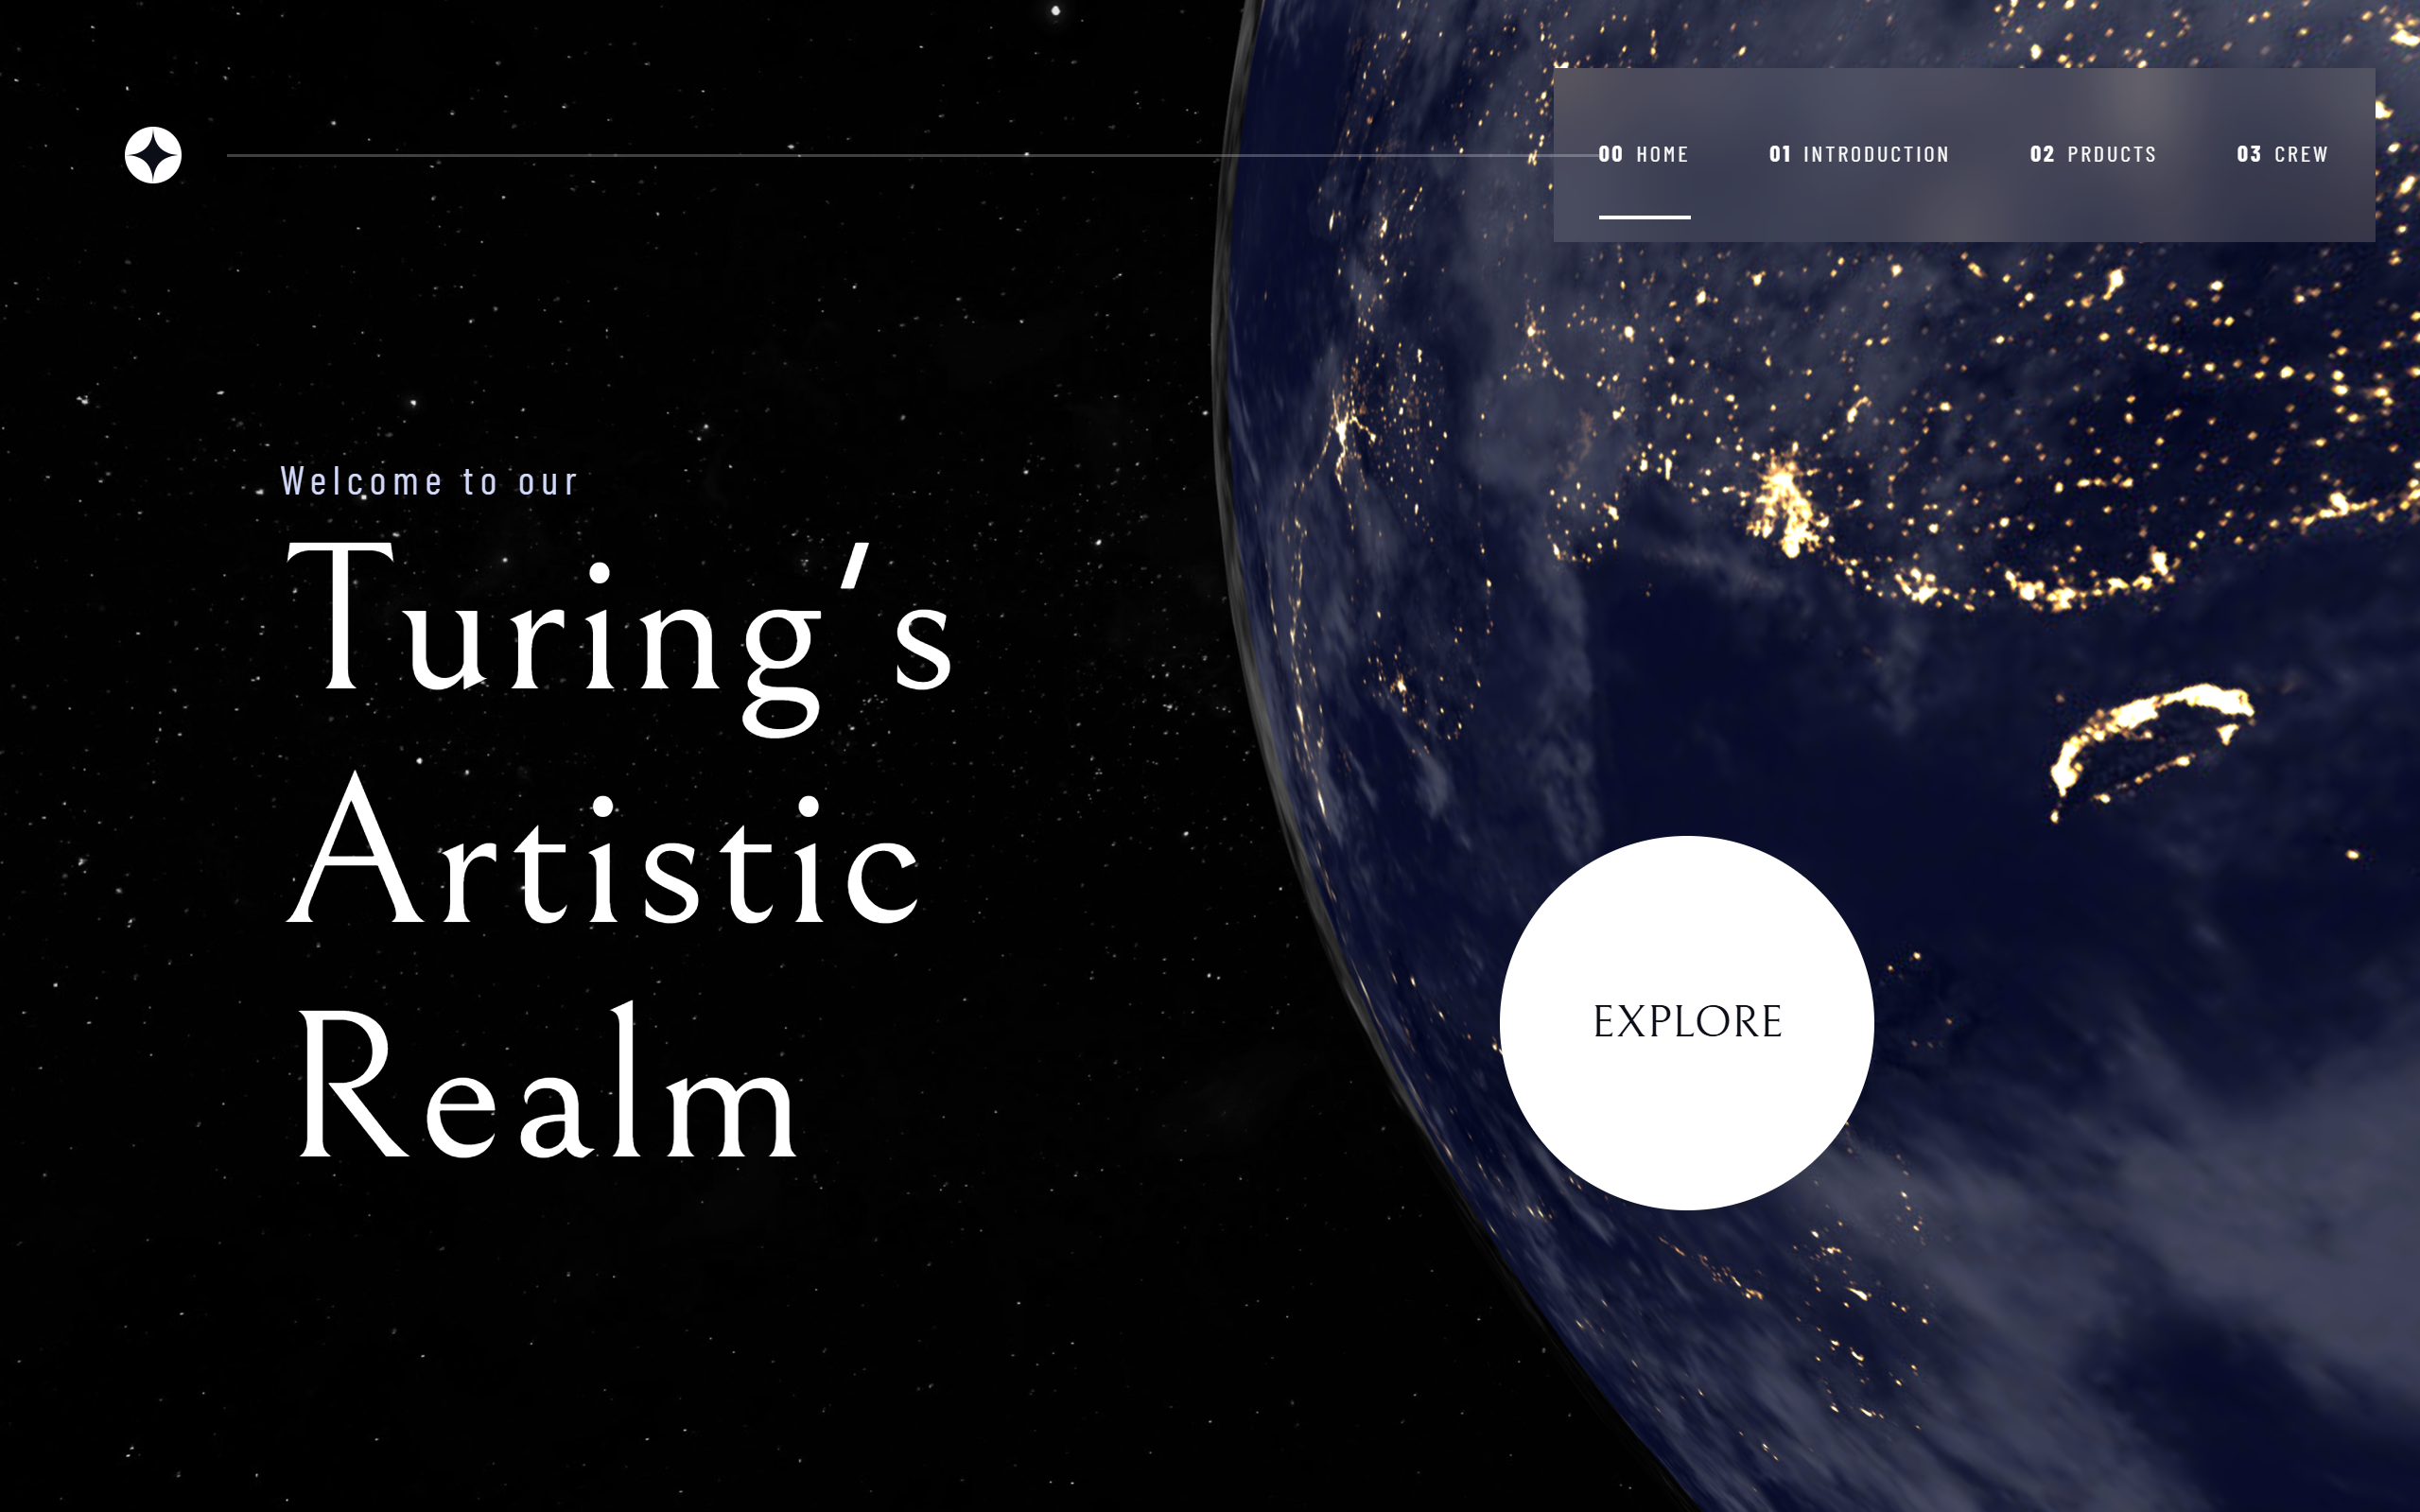 00 HOME 01 INTRODUCTION 02 PRDUCTS 03 CREW
Welcome to our
Turing's
Artistic
Realm
EXPLORE